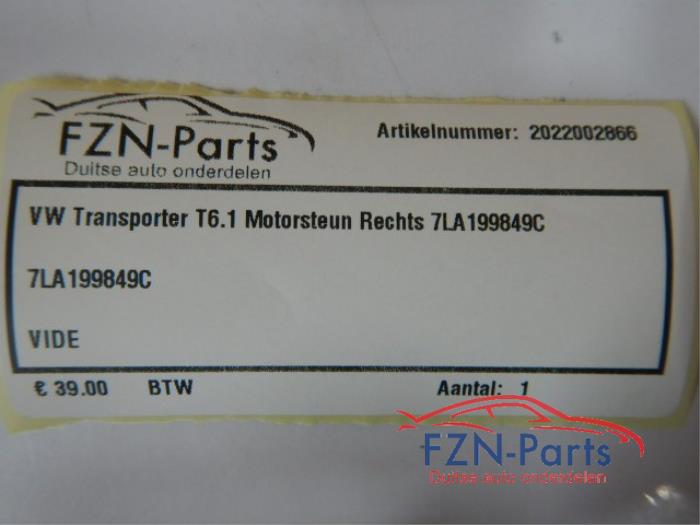 FZN-Parts
Duitse auto onderdelen
Artikelnummer: 2022002866
VW Transporter T6.1 Motorsteun Rechts 7LA199849C
7LA199849C
VIDE
€ 39.00 BTW Aantal: 1
FZN-Parts
Duitse auto onderdelen